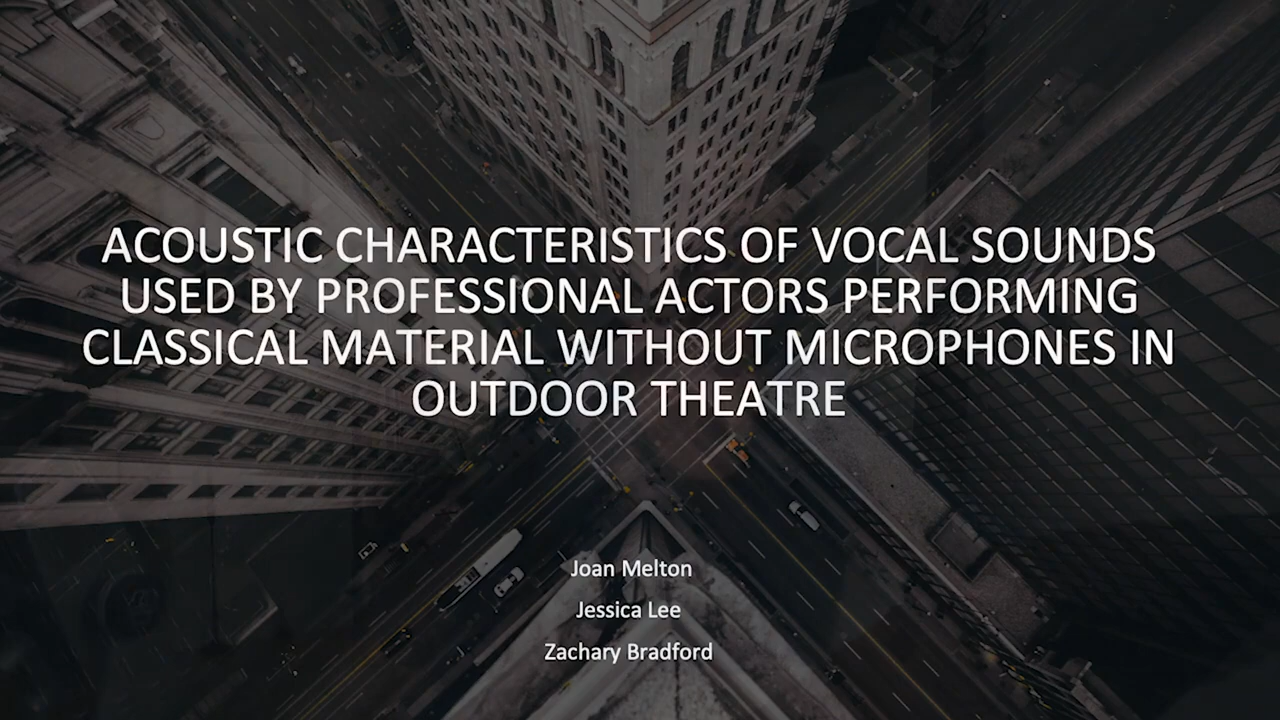 ACOUSTIC CHARACTERISTICS OF VOCAL SOUNDS
USED BY PROFESSIONAL ACTORS PERFORMING
CLASSICAL MATERIAL WITHOUT MICROPHONES IN
OUTDOOR THEATRE
Joan Melton
Jessica Lee
Zachary Bradford